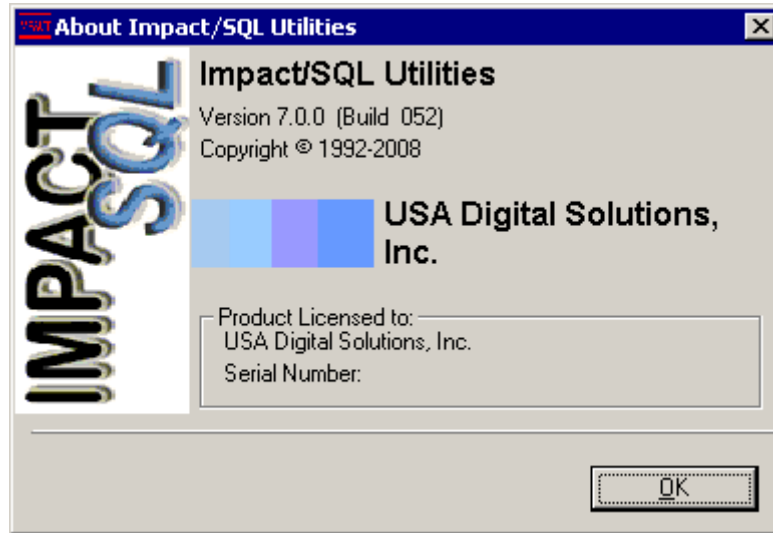 About Impact/SQL Utilities
IMPACT
SQL
Impact/SQL Utilities
Version 7.0.0 (Build 052)
Copyright © 1992-2008
USA Digital Solutions,
Inc.
Product Licensed to:
USA Digital Solutions, Inc.
Serial Number:
OK